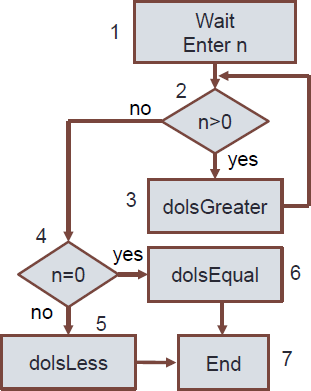 1
Wait
Enter n
2
no
n>0
yes
3
doIsGreater
4
n=0
yes
doIsEqual
6
no
5
doIsLess
End
7